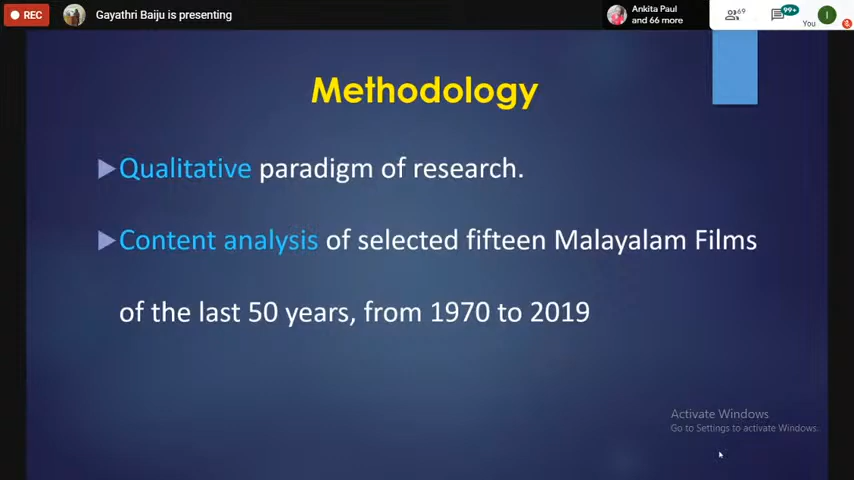 REC
Gayathri Baiju is presenting
Ankita Paul
and 66 more
69
99+
You
I
Methodology
Qualitative paradigm of research.
Content analysis of selected fifteen Malayalam Films
of the last 50 years, from 1970 to 2019
Activate Windows
Go to Settings to activate Windows.